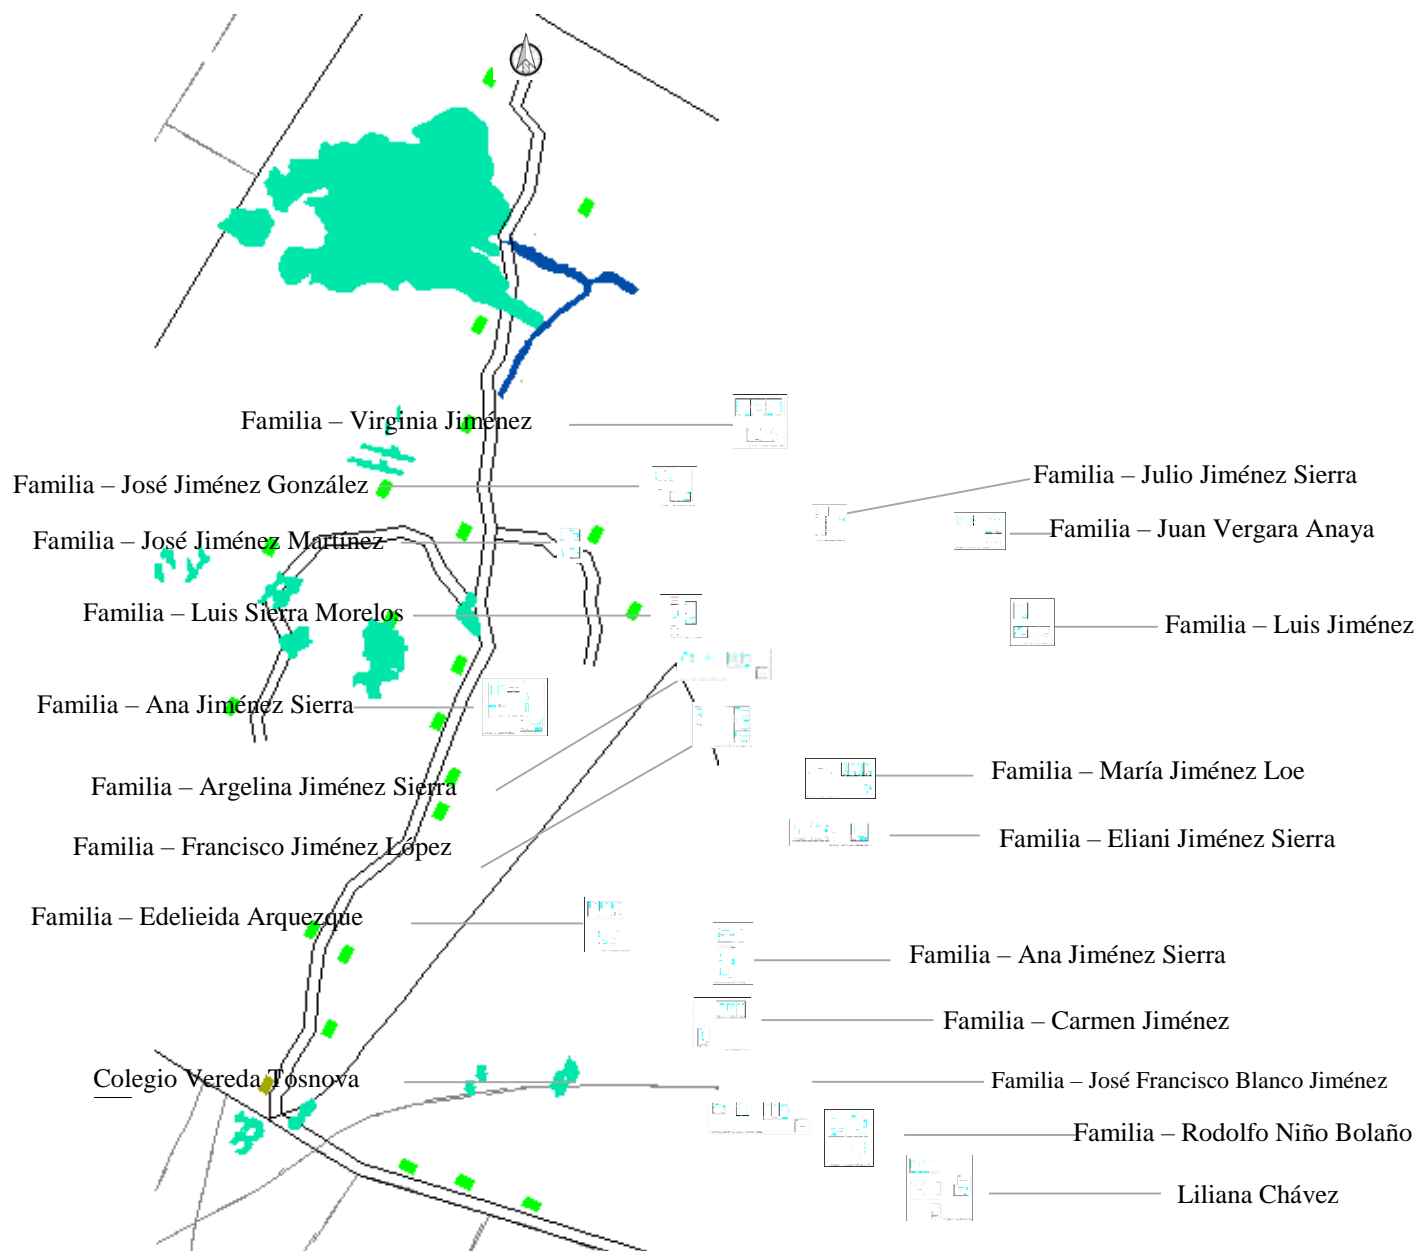 Familia – Virginia Jiménez
Familia – José Jiménez González
Familia – Julio Jiménez Sierra
Familia – Juan Vergara Anaya
Familia – José Jiménez Martínez
Familia – Luis Sierra Morelos
Familia – Luis Jiménez
Familia – Ana Jiménez Sierra
Familia – María Jiménez Loe
Familia – Argelina Jiménez Sierra
Familia – Eliani Jiménez Sierra
Familia – Francisco Jiménez López
Familia – Edelieida Arquezque
Familia – Ana Jiménez Sierra
Familia – Carmen Jiménez
Colegio Vereda Tosnova
Familia – José Francisco Blanco Jiménez
Familia – Rodolfo Niño Bolaño
Liliana Chávez